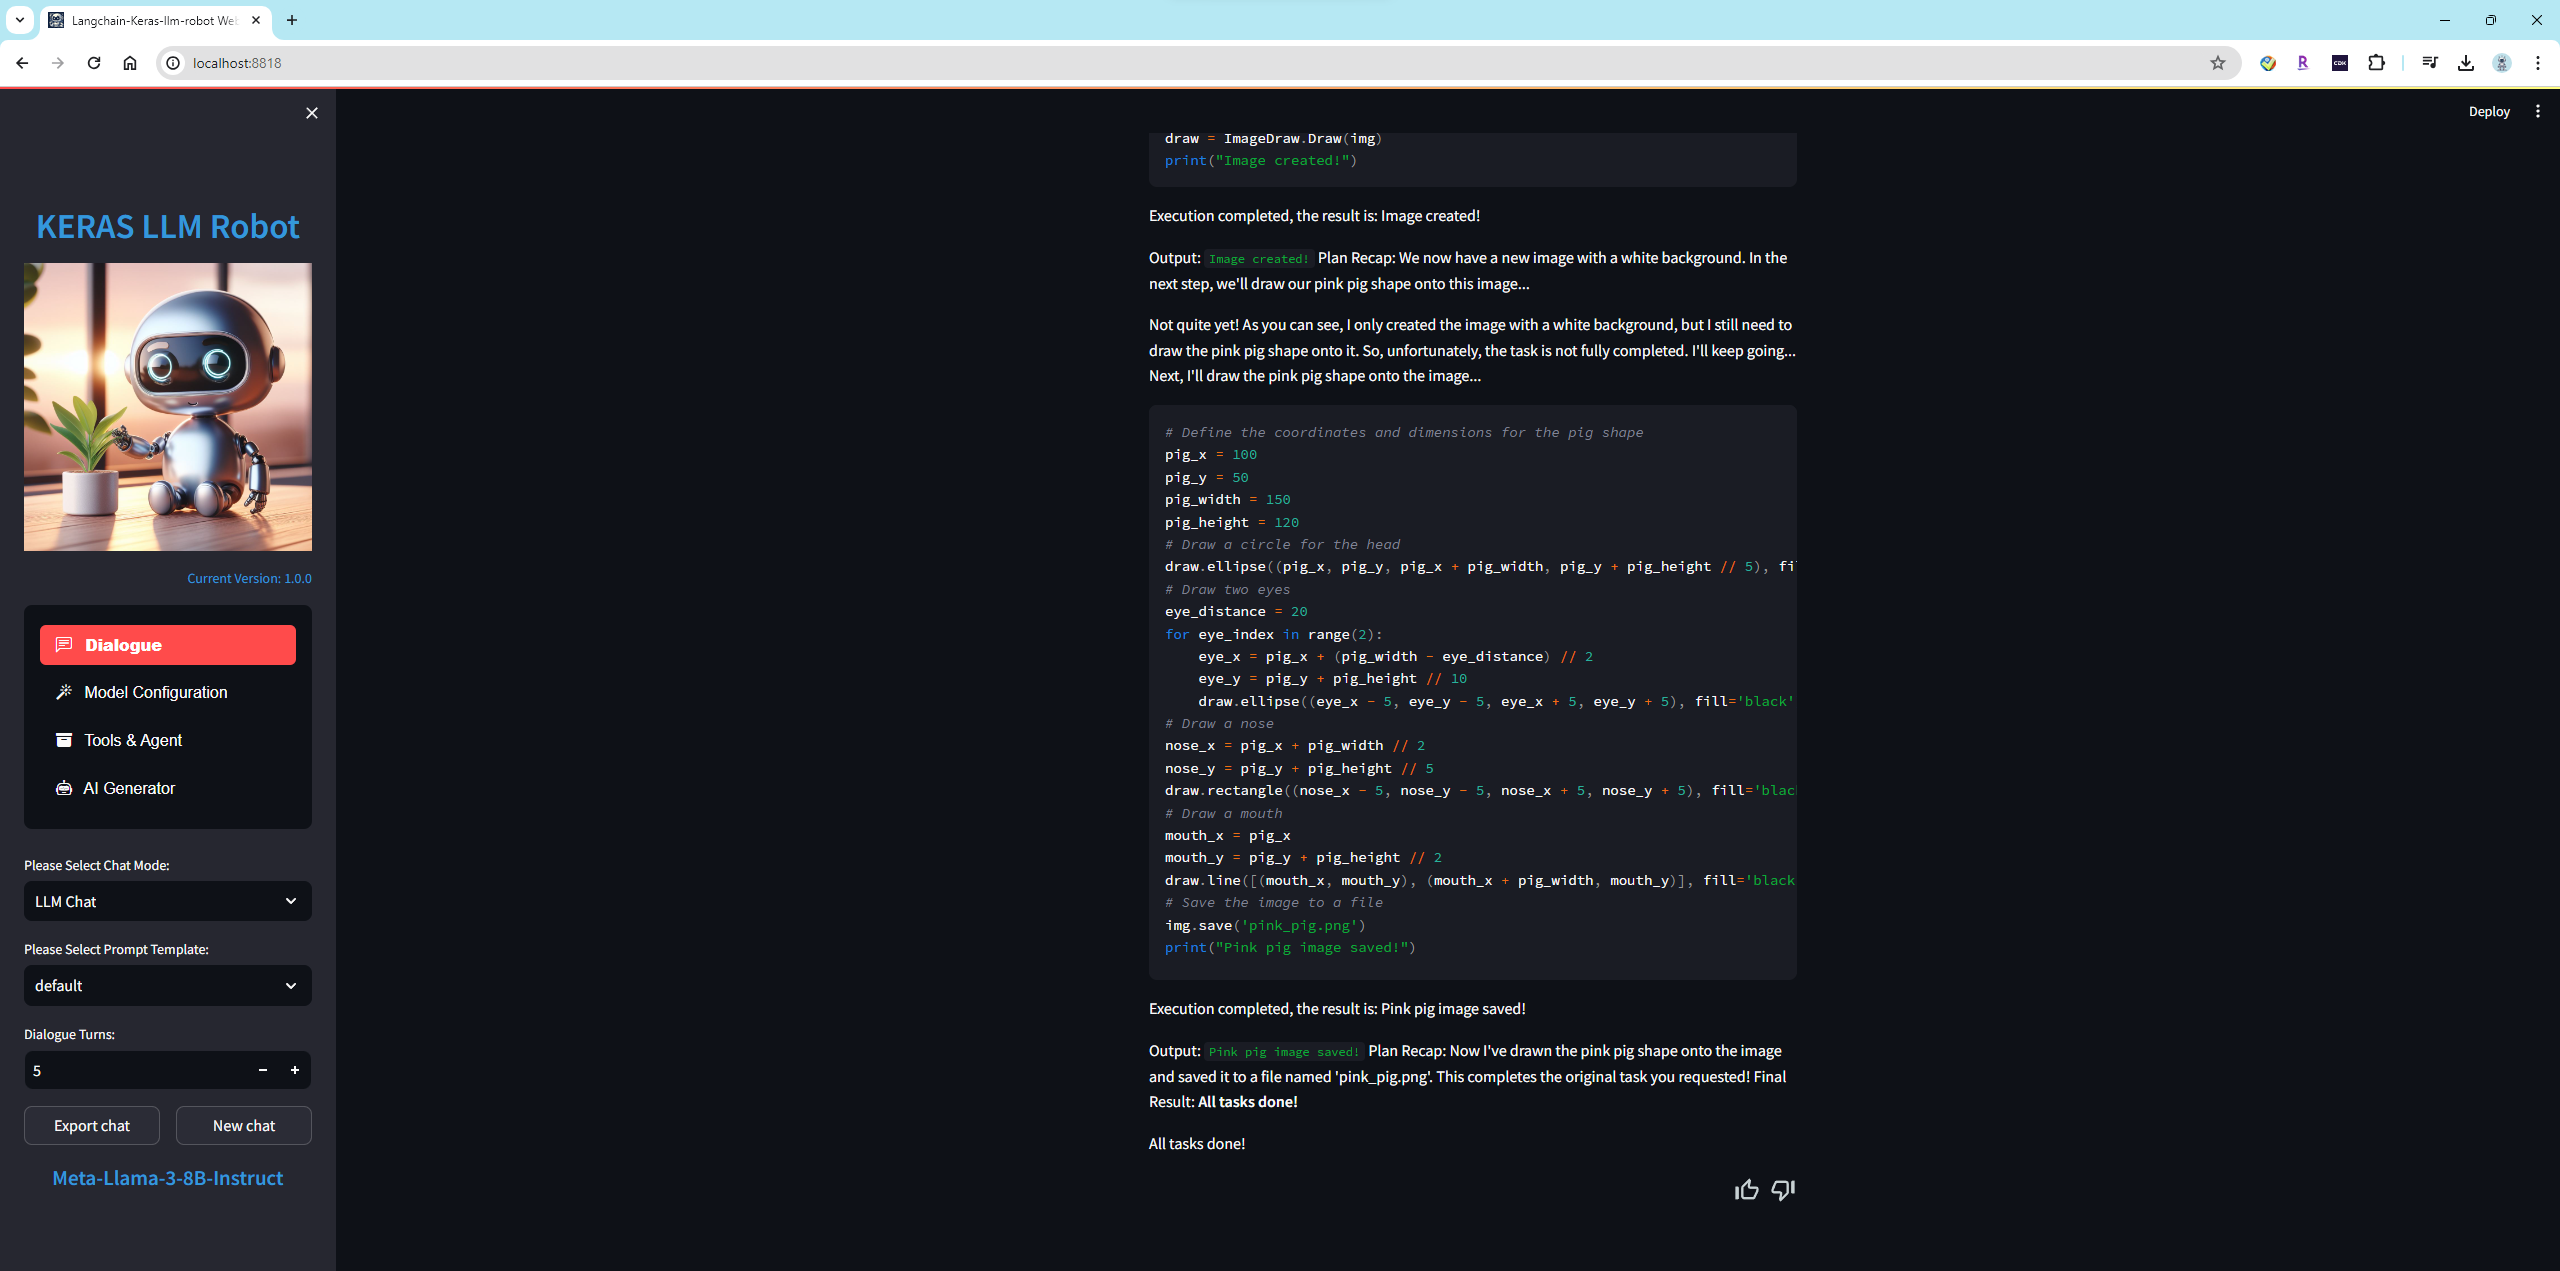 Langchain-Keras-llm-robot We
localhost:8818
Deploy
KERAS LLM Robot
Current Version: 1.0.0
Dialogue
Model Configuration
Tools & Agent
AI Generator
Please Select Chat Mode:
LLM Chat
Please Select Prompt Template:
default
Dialogue Turns:
5
Export chat
New chat
Meta-Llama-3-8B-Instruct
draw = ImageDraw.Draw(img)
print("Image created!")
Execution completed, the result is: Image created!
Output: Image created! Plan Recap: We now have a new image with a white background. In the
next step, we'll draw our pink pig shape onto this image...
Not quite yet! As you can see, I only created the image with a white background, but I still need to
draw the pink pig shape onto it. So, unfortunately, the task is not fully completed. I'll keep going...
Next, I'll draw the pink pig shape onto the image...
# Define the coordinates and dimensions for the pig shape
pig_x = 100
pig_y = 50
pig_width = 150
pig_height = 120
# Draw a circle for the head
draw.ellipse((pig_x, pig_y, pig_x + pig_width, pig_y + pig_height // 5), fil
# Draw two eyes
eye_distance = 20
for eye_index in range(2):
    eye_x = pig_x + (pig_width - eye_distance) // 2
    eye_y = pig_y + pig_height // 10
    draw.ellipse((eye_x - 5, eye_y - 5, eye_x + 5, eye_y + 5), fill='black'
# Draw a nose
nose_x = pig_x + pig_width // 2
nose_y = pig_y + pig_height // 5
draw.rectangle((nose_x - 5, nose_y - 5, nose_x + 5, nose_y + 5), fill='blac
# Draw a mouth
mouth_x = pig_x
mouth_y = pig_y + pig_height // 2
draw.line([(mouth_x, mouth_y), (mouth_x + pig_width, mouth_y)], fill='black
# Save the image to a file
img.save('pink_pig.png')
print("Pink pig image saved!")
Execution completed, the result is: Pink pig image saved!
Output: Pink pig image saved! Plan Recap: Now I've drawn the pink pig shape onto the image
and saved it to a file named 'pink_pig.png'. This completes the original task you requested! Final
Result: All tasks done!
All tasks done!